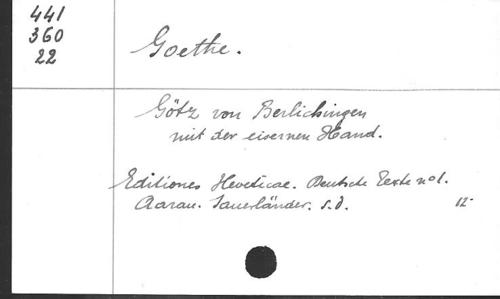 441
360
22
Goethe.
Götz von Berlichingen
mit der eisernen Hand.
Editiones Helveticae. Deutsche Texte no 1.
Aarau. Sauerländer. s.d. 12-